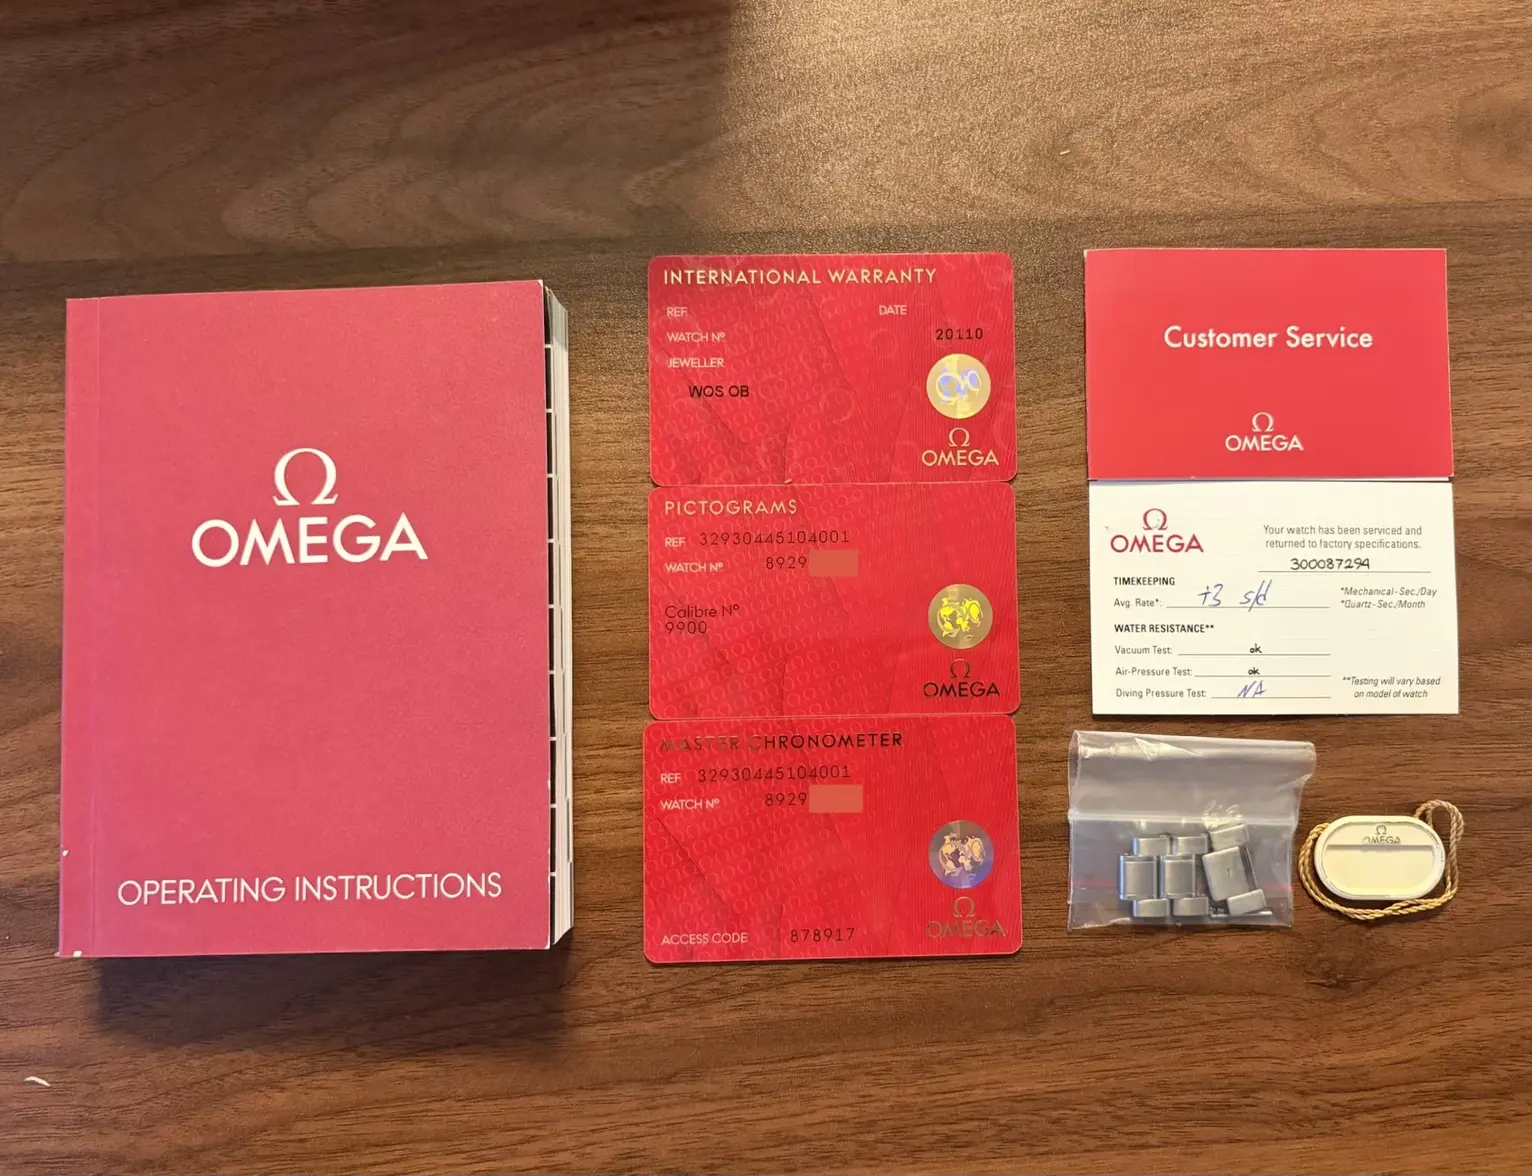 Ω
OMEGA
OPERATING INSTRUCTIONS
INTERNATIONAL WARRANTY
REF
DATE
WATCH Nº
20110
JEWELLER
WOS OB
Ω
OMEGA
PICTOGRAMS
REF 32930445104001
WATCH Nº 8929
Calibre Nº
9900
Ω
OMEGA
MASTER CHRONOMETER
REF 32930445104001
WATCH Nº 8929
Ω
OMEGA
ACCESS CODE 878917
Customer Service
Ω
OMEGA
Ω
OMEGA
Your watch has been serviced and
returned to factory specifications.
300087294
TIMEKEEPING
Avg. Rate*: +3 s/d
*Mechanical - Sec./Day
*Quartz - Sec./Month
WATER RESISTANCE**
Vacuum Test: ok
Air-Pressure Test: ok
Diving Pressure Test: NA
**Testing will vary based
on model of watch
Ω
OMEGA